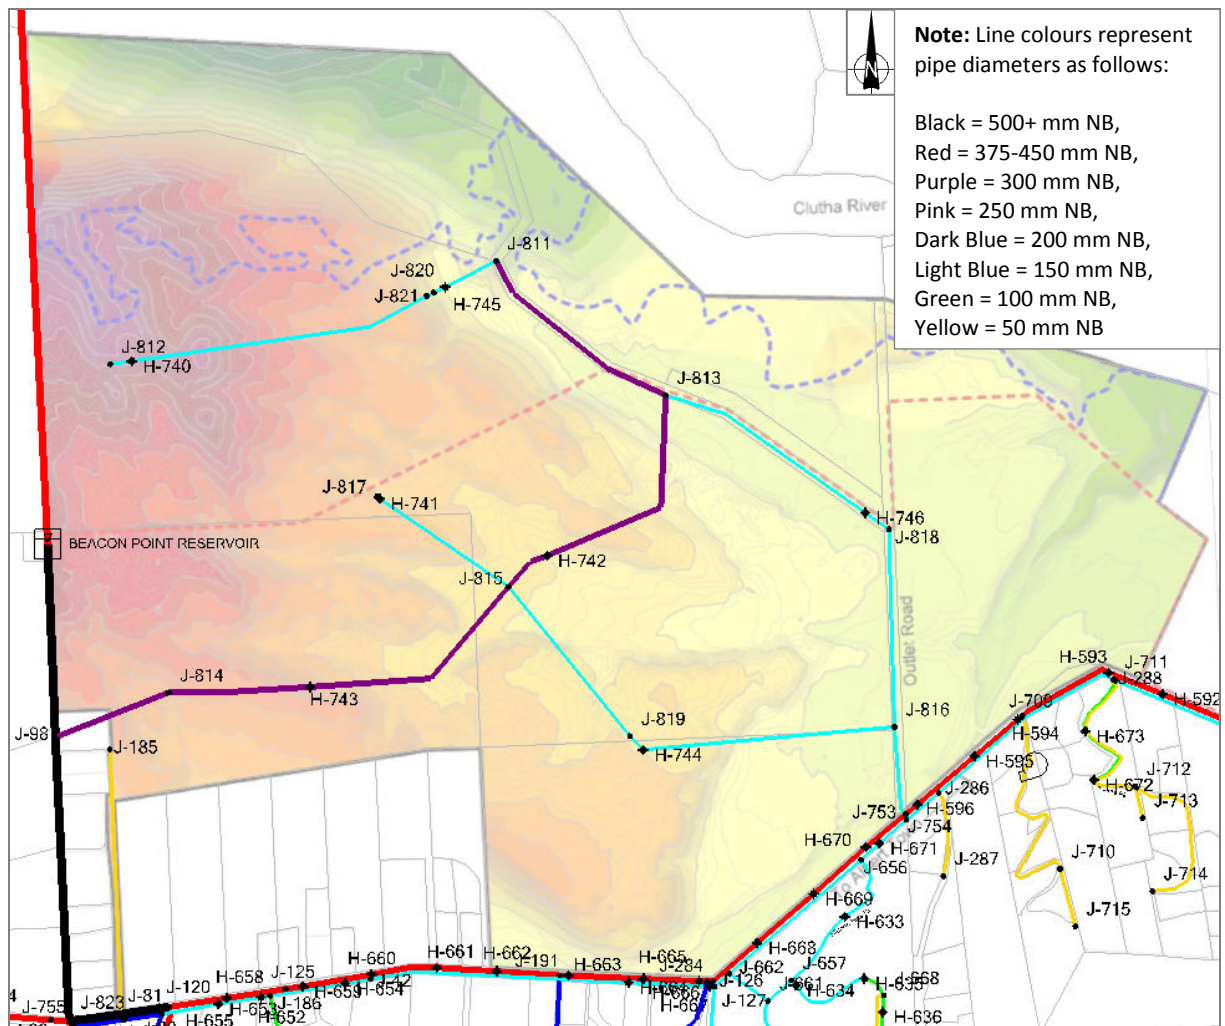 Note: Line colours represent
pipe diameters as follows:
Black = 500+ mm NB,
Red = 375-450 mm NB,
Purple = 300 mm NB,
Pink = 250 mm NB,
Dark Blue = 200 mm NB,
Light Blue = 150 mm NB,
Green = 100 mm NB,
Yellow = 50 mm NB
N
Clutha River
J-811
J-820
J-821
H-745
J-812
H-740
J-813
J-817
H-741
H-746
J-818
BEACON POINT RESERVOIR
H-742
J-815
Outlet Road
J-814
H-743
J-98
J-185
J-819
H-744
J-816
H-593
J-711
J-288
H-592
J-709
H-594
H-673
H-595
J-712
H-672
J-713
J-286
H-596
J-753
J-754
H-670
H-671
J-656
J-287
J-710
J-714
H-669
H-633
J-715
H-668
H-660
H-661
H-662
J-191
H-663
H-665
J-284
J-662
J-657
H-658
J-125
J-120
J-81
J-823
J-755
H-655
H-652
J-186
H-659
H-654
H-666
J-126
J-127
J-661
H-634
H-635
J-668
H-636